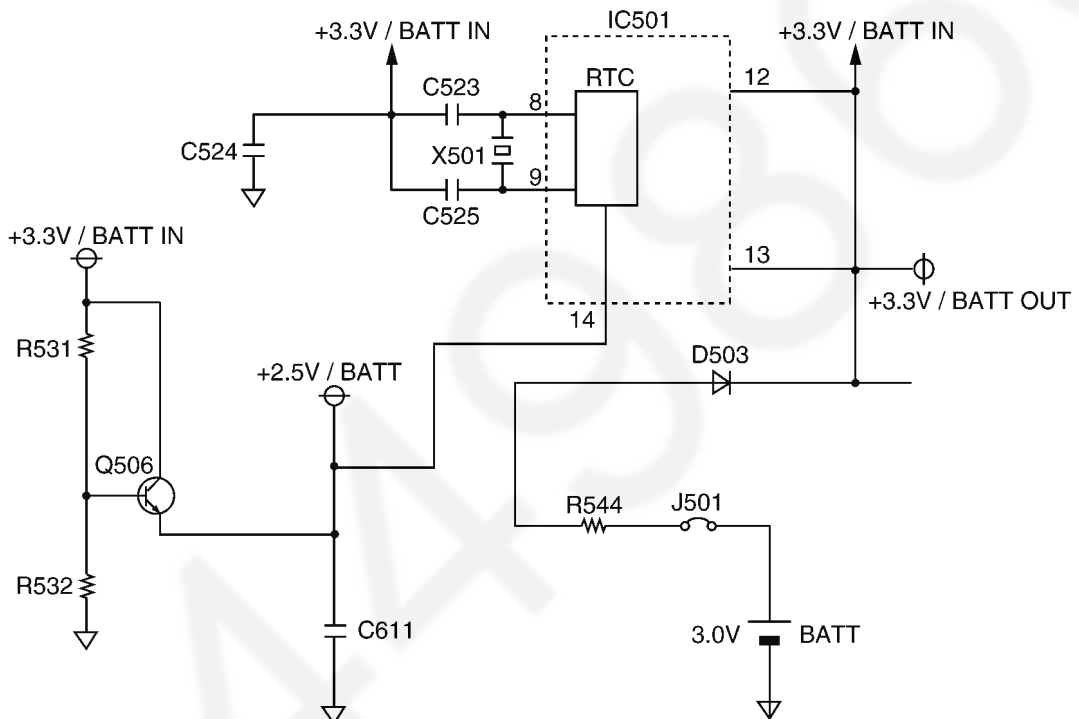 IC501
+3.3V / BATT IN
+3.3V / BATT IN
C523
8
RTC
12
C524
X501
9
C525
+3.3V / BATT IN
13
+3.3V / BATT OUT
14
R531
D503
+2.5V / BATT
Q506
R544
J501
R532
C611
3.0V
BATT